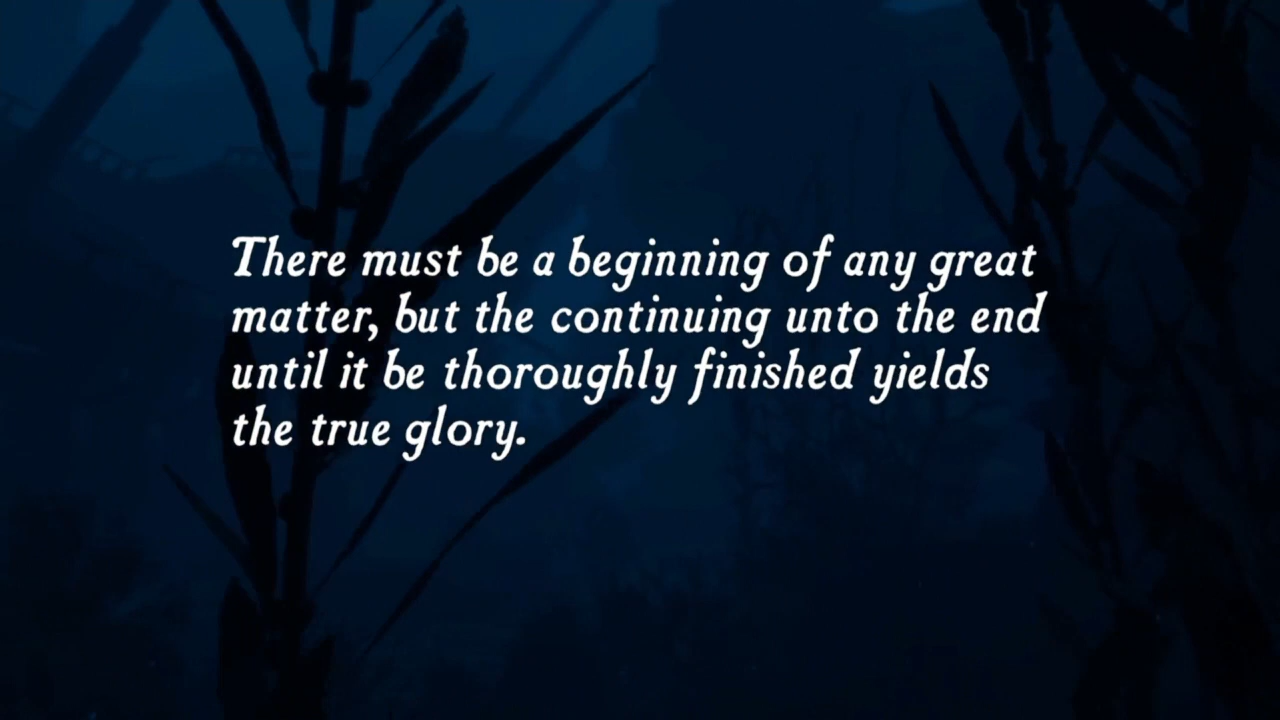 There must be a beginning of any great
matter, but the continuing unto the end
until it be thoroughly finished yields
the true glory.